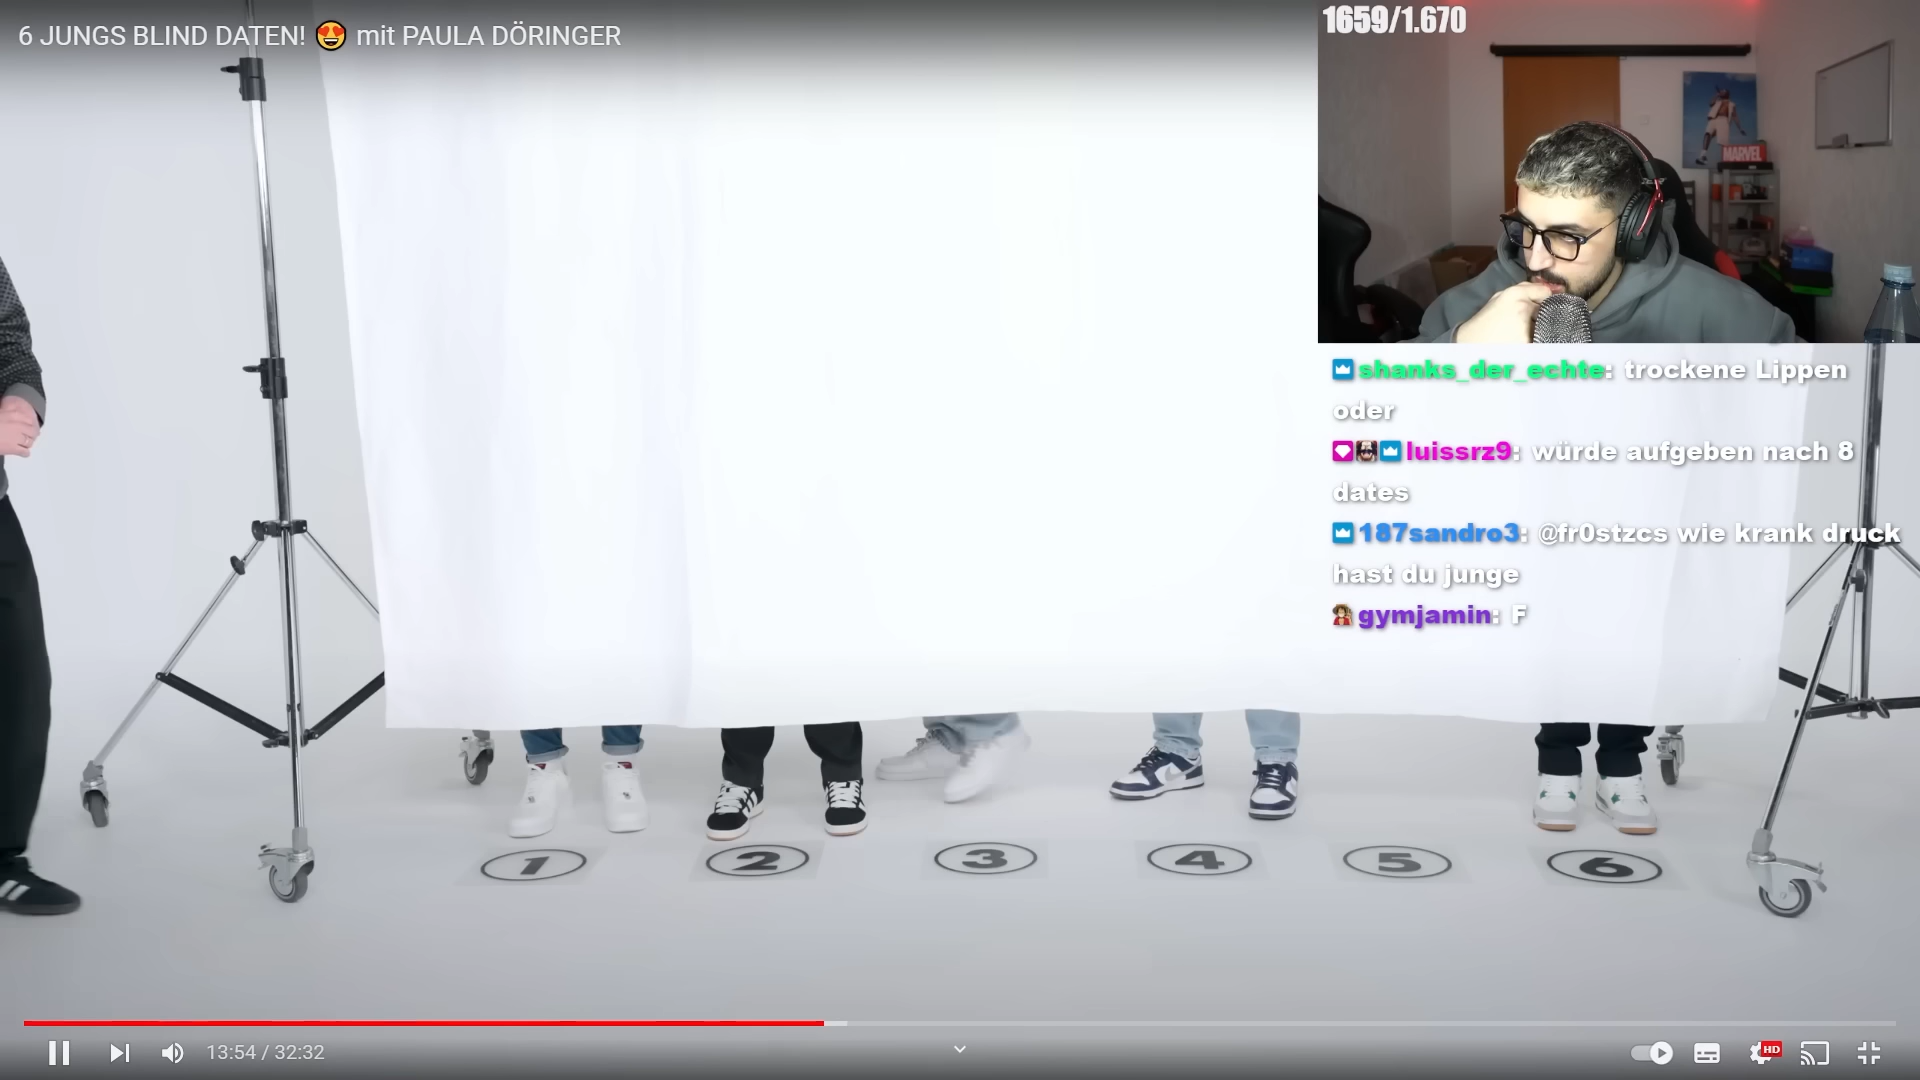 6 JUNGS BLIND DATEN! 😍 mit PAULA DÖRINGER
1659/1.670
MARVEL
shanks_der_echte: trockene Lippen
oder
luissrz9: würde aufgeben nach 8
dates
187sandro3: @fr0stzcs wie krank druck
hast du junge
gymjamin: F
1
2
3
4
5
6
13:54 / 32:32
HD